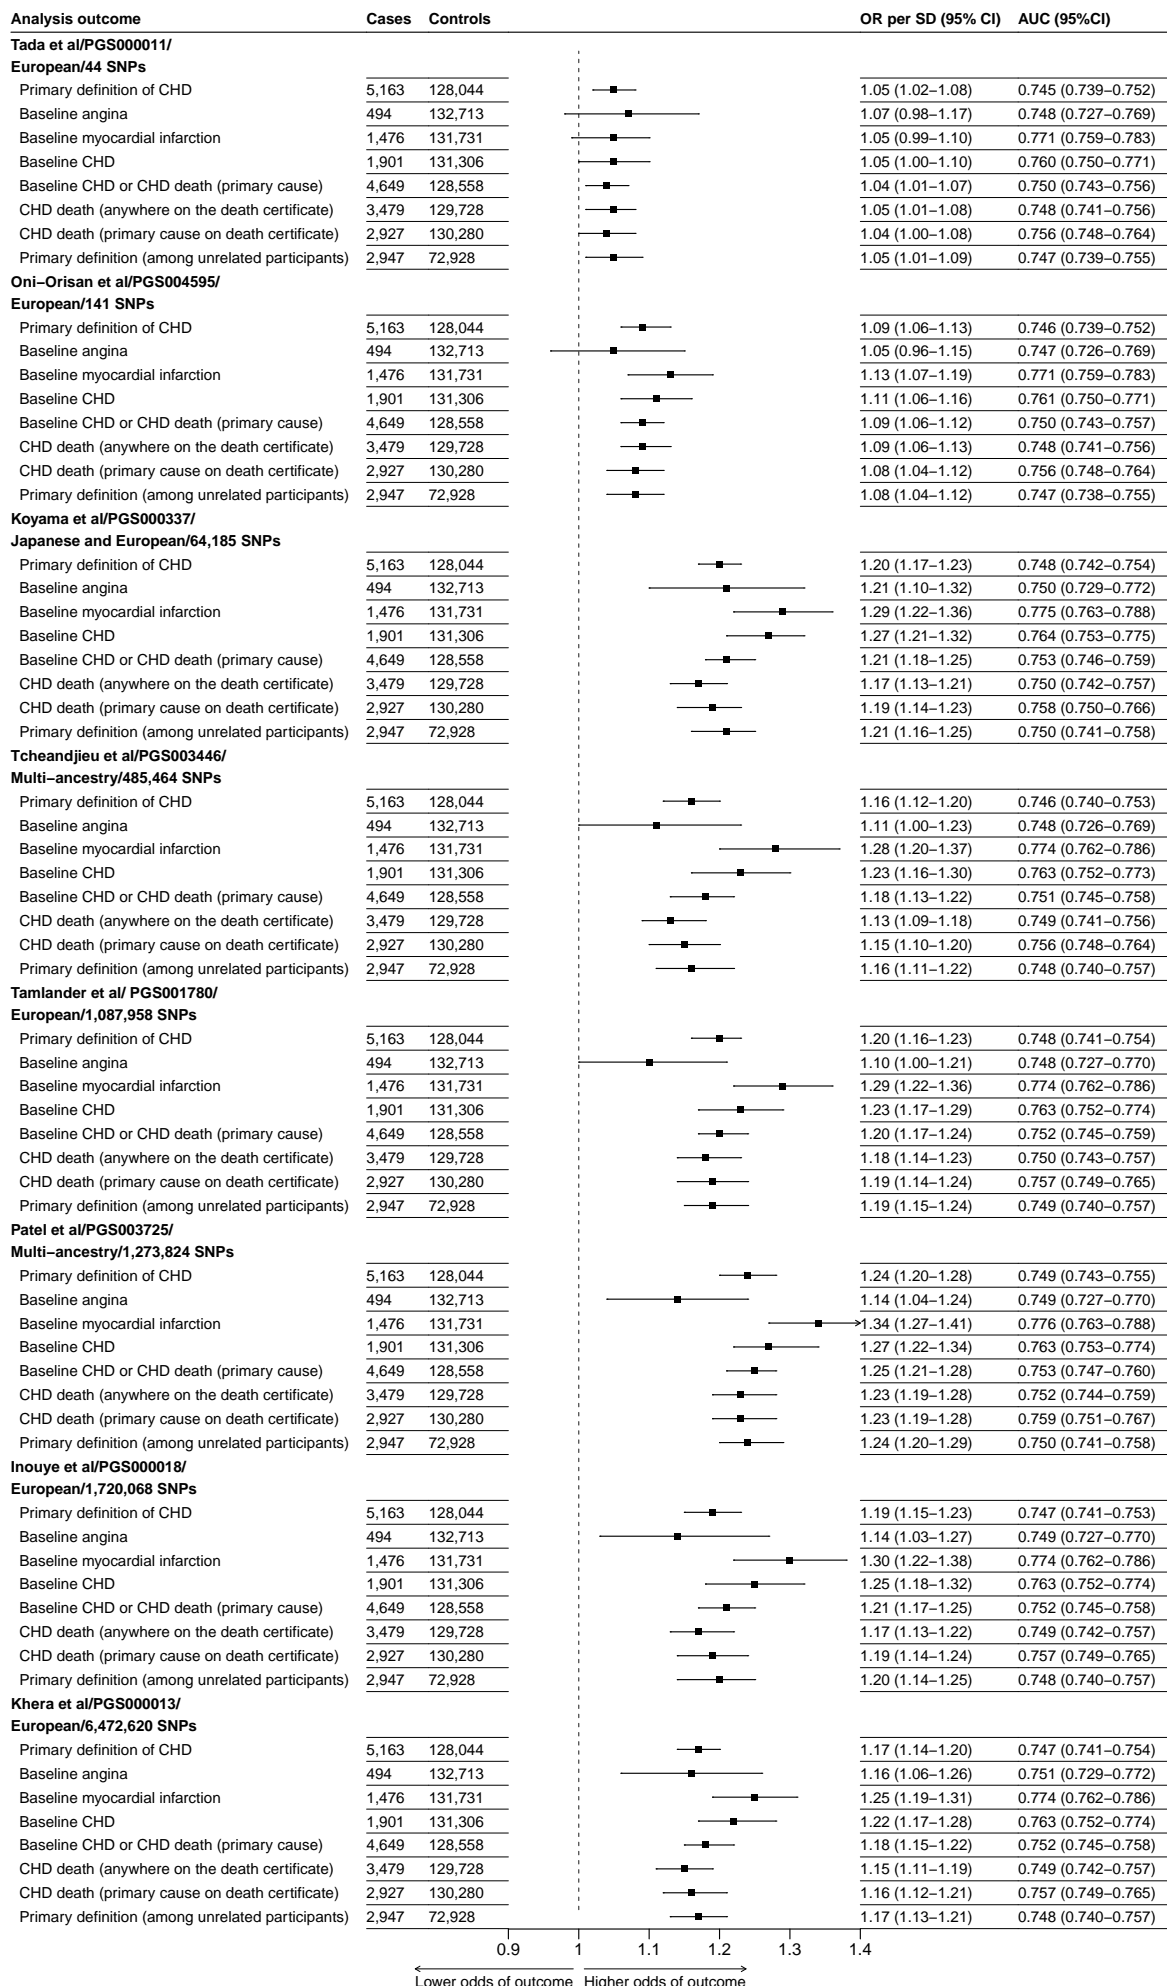 Analysis outcome Cases Controls OR per SD (95% CI) AUC (95%CI)
Tada et al/PGS000011/
European/44 SNPs
Primary definition of CHD 5,163 128,044 1.05 (1.02−1.08) 0.745 (0.739−0.752)
Baseline angina 494 132,713 1.07 (0.98−1.17) 0.748 (0.727−0.769)
Baseline myocardial infarction 1,476 131,731 1.05 (0.99−1.10) 0.771 (0.759−0.783)
Baseline CHD 1,901 131,306 1.05 (1.00−1.10) 0.760 (0.750−0.771)
Baseline CHD or CHD death (primary cause) 4,649 128,558 1.04 (1.01−1.07) 0.750 (0.743−0.756)
CHD death (anywhere on the death certificate) 3,479 129,728 1.05 (1.01−1.08) 0.748 (0.741−0.756)
CHD death (primary cause on death certificate) 2,927 130,280 1.04 (1.00−1.08) 0.756 (0.748−0.764)
Primary definition (among unrelated participants) 2,947 72,928 1.05 (1.01−1.09) 0.747 (0.739−0.755)
Oni−Orisan et al/PGS004595/
European/141 SNPs
Primary definition of CHD 5,163 128,044 1.09 (1.06−1.13) 0.746 (0.739−0.752)
Baseline angina 494 132,713 1.05 (0.96−1.15) 0.747 (0.726−0.769)
Baseline myocardial infarction 1,476 131,731 1.13 (1.07−1.19) 0.771 (0.759−0.783)
Baseline CHD 1,901 131,306 1.11 (1.06−1.16) 0.761 (0.750−0.771)
Baseline CHD or CHD death (primary cause) 4,649 128,558 1.09 (1.06−1.12) 0.750 (0.743−0.757)
CHD death (anywhere on the death certificate) 3,479 129,728 1.09 (1.06−1.13) 0.748 (0.741−0.756)
CHD death (primary cause on death certificate) 2,927 130,280 1.08 (1.04−1.12) 0.756 (0.748−0.764)
Primary definition (among unrelated participants) 2,947 72,928 1.08 (1.04−1.12) 0.747 (0.738−0.755)
Koyama et al/PGS000337/
Japanese and European/64,185 SNPs
Primary definition of CHD 5,163 128,044 1.20 (1.17−1.23) 0.748 (0.742−0.754)
Baseline angina 494 132,713 1.21 (1.10−1.32) 0.750 (0.729−0.772)
Baseline myocardial infarction 1,476 131,731 1.29 (1.22−1.36) 0.775 (0.763−0.788)
Baseline CHD 1,901 131,306 1.27 (1.21−1.32) 0.764 (0.753−0.775)
Baseline CHD or CHD death (primary cause) 4,649 128,558 1.21 (1.18−1.25) 0.753 (0.746−0.759)
CHD death (anywhere on the death certificate) 3,479 129,728 1.17 (1.13−1.21) 0.750 (0.742−0.757)
CHD death (primary cause on death certificate) 2,927 130,280 1.19 (1.14−1.23) 0.758 (0.750−0.766)
Primary definition (among unrelated participants) 2,947 72,928 1.21 (1.16−1.25) 0.750 (0.741−0.758)
Tcheandjieu et al/PGS003446/
Multi−ancestry/485,464 SNPs
Primary definition of CHD 5,163 128,044 1.16 (1.12−1.20) 0.746 (0.740−0.753)
Baseline angina 494 132,713 1.11 (1.00−1.23) 0.748 (0.726−0.769)
Baseline myocardial infarction 1,476 131,731 1.28 (1.20−1.37) 0.774 (0.762−0.786)
Baseline CHD 1,901 131,306 1.23 (1.16−1.30) 0.763 (0.752−0.773)
Baseline CHD or CHD death (primary cause) 4,649 128,558 1.18 (1.13−1.22) 0.751 (0.745−0.758)
CHD death (anywhere on the death certificate) 3,479 129,728 1.13 (1.09−1.18) 0.749 (0.741−0.756)
CHD death (primary cause on death certificate) 2,927 130,280 1.15 (1.10−1.20) 0.756 (0.748−0.764)
Primary definition (among unrelated participants) 2,947 72,928 1.16 (1.11−1.22) 0.748 (0.740−0.757)
Tamlander et al/ PGS001780/
European/1,087,958 SNPs
Primary definition of CHD 5,163 128,044 1.20 (1.16−1.23) 0.748 (0.741−0.754)
Baseline angina 494 132,713 1.10 (1.00−1.21) 0.748 (0.727−0.770)
Baseline myocardial infarction 1,476 131,731 1.29 (1.22−1.36) 0.774 (0.762−0.786)
Baseline CHD 1,901 131,306 1.23 (1.17−1.29) 0.763 (0.752−0.774)
Baseline CHD or CHD death (primary cause) 4,649 128,558 1.20 (1.17−1.24) 0.752 (0.745−0.759)
CHD death (anywhere on the death certificate) 3,479 129,728 1.18 (1.14−1.23) 0.750 (0.743−0.757)
CHD death (primary cause on death certificate) 2,927 130,280 1.19 (1.14−1.24) 0.757 (0.749−0.765)
Primary definition (among unrelated participants) 2,947 72,928 1.19 (1.15−1.24) 0.749 (0.740−0.757)
Patel et al/PGS003725/
Multi−ancestry/1,273,824 SNPs
Primary definition of CHD 5,163 128,044 1.24 (1.20−1.28) 0.749 (0.743−0.755)
Baseline angina 494 132,713 1.14 (1.04−1.24) 0.749 (0.727−0.770)
Baseline myocardial infarction 1,476 131,731 1.34 (1.27−1.41) 0.776 (0.763−0.788)
Baseline CHD 1,901 131,306 1.27 (1.22−1.34) 0.763 (0.753−0.774)
Baseline CHD or CHD death (primary cause) 4,649 128,558 1.25 (1.21−1.28) 0.753 (0.747−0.760)
CHD death (anywhere on the death certificate) 3,479 129,728 1.23 (1.19−1.28) 0.752 (0.744−0.759)
CHD death (primary cause on death certificate) 2,927 130,280 1.23 (1.19−1.28) 0.759 (0.751−0.767)
Primary definition (among unrelated participants) 2,947 72,928 1.24 (1.20−1.29) 0.750 (0.741−0.758)
Inouye et al/PGS000018/
European/1,720,068 SNPs
Primary definition of CHD 5,163 128,044 1.19 (1.15−1.23) 0.747 (0.741−0.753)
Baseline angina 494 132,713 1.14 (1.03−1.27) 0.749 (0.727−0.770)
Baseline myocardial infarction 1,476 131,731 1.30 (1.22−1.38) 0.774 (0.762−0.786)
Baseline CHD 1,901 131,306 1.25 (1.18−1.32) 0.763 (0.752−0.774)
Baseline CHD or CHD death (primary cause) 4,649 128,558 1.21 (1.17−1.25) 0.752 (0.745−0.758)
CHD death (anywhere on the death certificate) 3,479 129,728 1.17 (1.13−1.22) 0.749 (0.742−0.757)
CHD death (primary cause on death certificate) 2,927 130,280 1.19 (1.14−1.24) 0.757 (0.749−0.765)
Primary definition (among unrelated participants) 2,947 72,928 1.20 (1.14−1.25) 0.748 (0.740−0.757)
Khera et al/PGS000013/
European/6,472,620 SNPs
Primary definition of CHD 5,163 128,044 1.17 (1.14−1.20) 0.747 (0.741−0.754)
Baseline angina 494 132,713 1.16 (1.06−1.26) 0.751 (0.729−0.772)
Baseline myocardial infarction 1,476 131,731 1.25 (1.19−1.31) 0.774 (0.762−0.786)
Baseline CHD 1,901 131,306 1.22 (1.17−1.28) 0.763 (0.752−0.774)
Baseline CHD or CHD death (primary cause) 4,649 128,558 1.18 (1.15−1.22) 0.752 (0.745−0.758)
CHD death (anywhere on the death certificate) 3,479 129,728 1.15 (1.11−1.19) 0.749 (0.742−0.757)
CHD death (primary cause on death certificate) 2,927 130,280 1.16 (1.12−1.21) 0.757 (0.749−0.765)
Primary definition (among unrelated participants) 2,947 72,928 1.17 (1.13−1.21) 0.748 (0.740−0.757)
0.9 1 1.1 1.2 1.3 1.4
Lower odds of outcome Higher odds of outcome